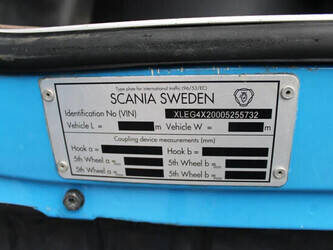 Type plate for international traffic (96/53/EC)
SCANIA SWEDEN
Identification No (VIN) XLEG4X20005255732
Vehicle L = m Vehicle W = m
Coupling device measurements (mm)
Hook a = Hook b =
5th Wheel a = 5th Wheel b =
5th Wheel a = 5th Wheel b =